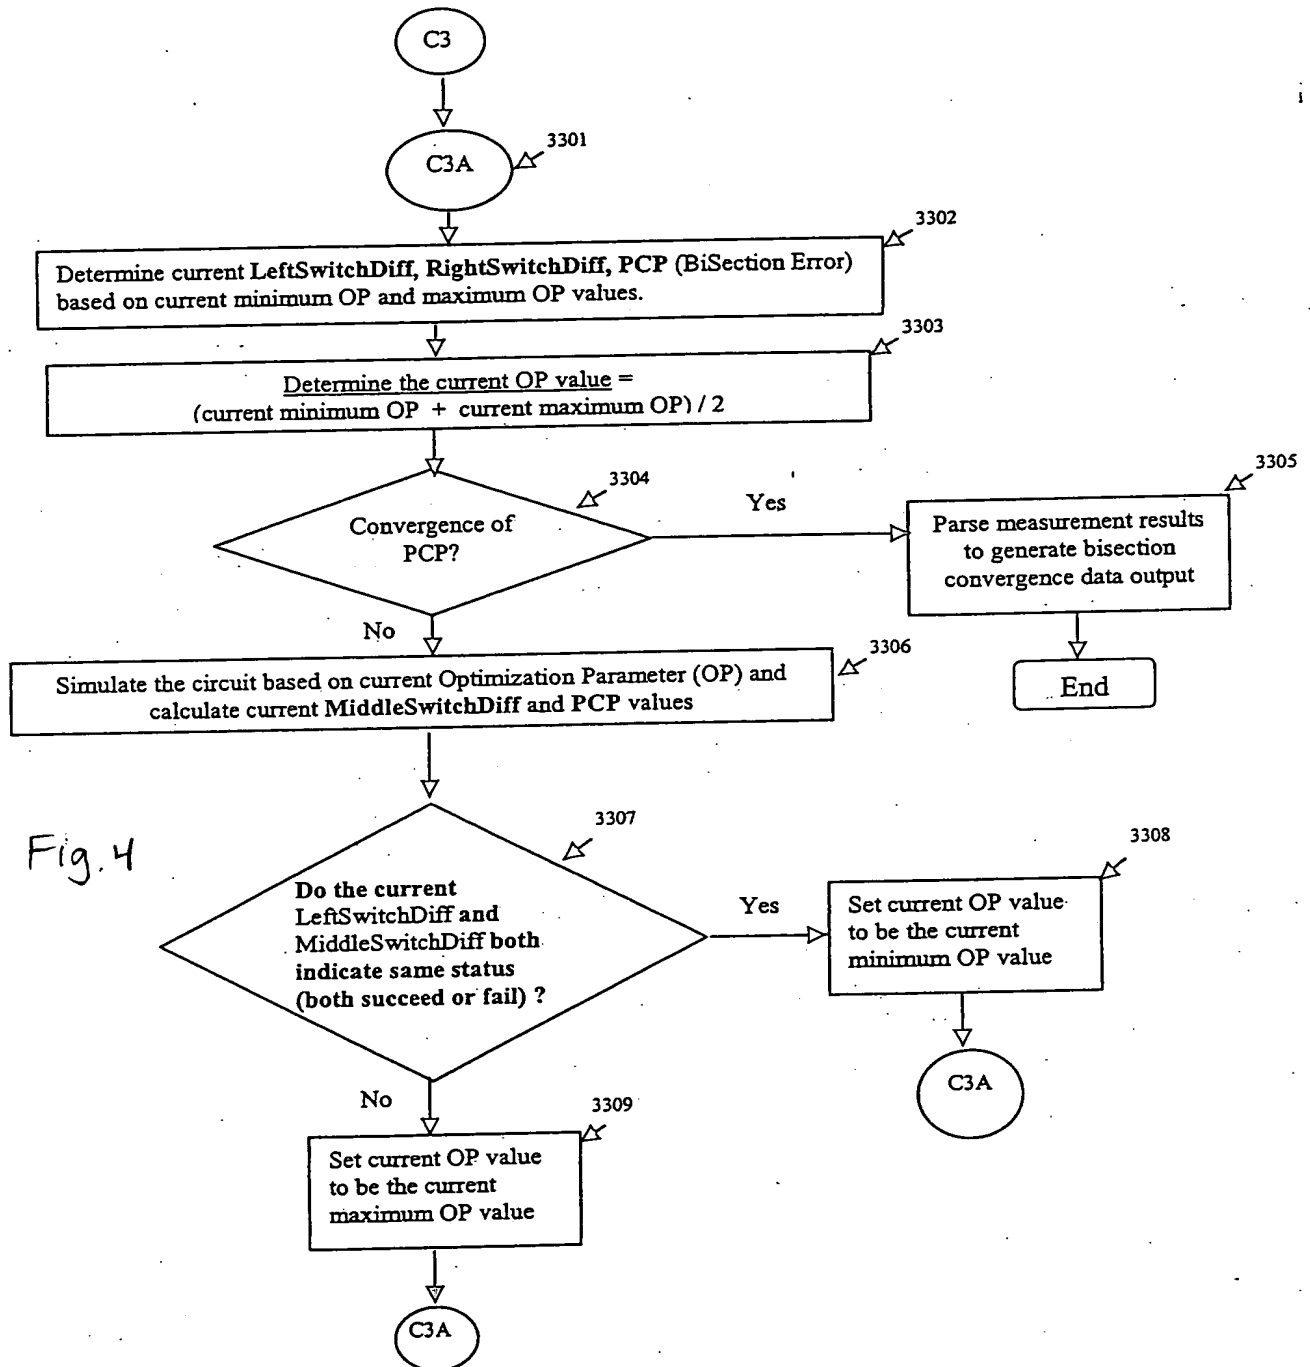 C3
C3A
3301
3302
Determine current LeftSwitchDiff, RightSwitchDiff, PCP (BiSection Error)
based on current minimum OP and maximum OP values.
3303
Determine the current OP value =
(current minimum OP + current maximum OP) / 2
3304
Convergence of
PCP?
Yes
3305
Parse measurement results
to generate bisection
convergence data output
No
3306
Simulate the circuit based on current Optimization Parameter (OP) and
calculate current MiddleSwitchDiff and PCP values
End
Fig. 4
3307
Do the current
LeftSwitchDiff and
MiddleSwitchDiff both
indicate same status
(both succeed or fail) ?
Yes
3308
Set current OP value
to be the current
minimum OP value
C3A
No
3309
Set current OP value
to be the current
maximum OP value
C3A